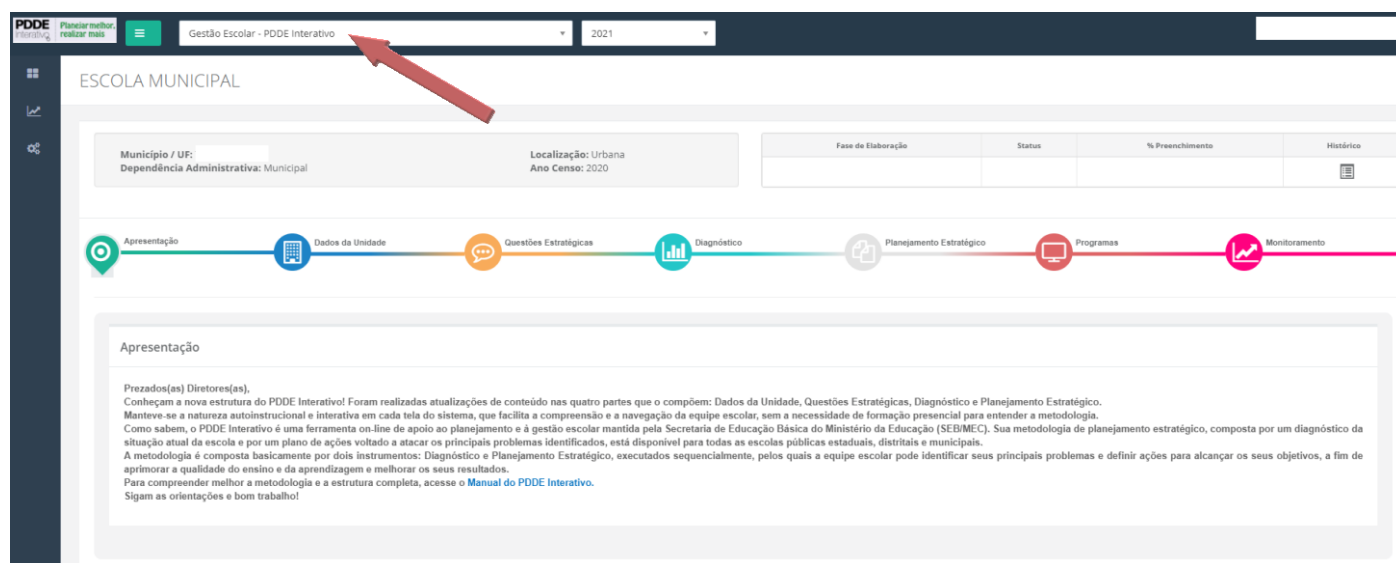 PDDE Interativo
Planejar melhor, realizar mais
Gestão Escolar - PDDE Interativo
2021
ESCOLA MUNICIPAL
Município / UF:
Dependência Administrativa: Municipal
Localização: Urbana
Ano Censo: 2020
Fase de Elaboração
Status
% Preenchimento
Histórico
Apresentação
Dados da Unidade
Questões Estratégicas
Diagnóstico
Planejamento Estratégico
Programas
Monitoramento
Apresentação
Prezados(as) Diretores(as),
Conheçam a nova estrutura do PDDE Interativo! Foram realizadas atualizações de conteúdo nas quatro partes que o compõem: Dados da Unidade, Questões Estratégicas, Diagnóstico e Planejamento Estratégico.
Manteve-se a natureza autoinstrucional e interativa em cada tela do sistema, que facilita a compreensão e a navegação da equipe escolar, sem a necessidade de formação presencial para entender a metodologia.
Como sabem, o PDDE Interativo é uma ferramenta on-line de apoio ao planejamento e à gestão escolar mantida pela Secretaria de Educação Básica do Ministério da Educação (SEB/MEC). Sua metodologia de planejamento estratégico, composta por um diagnóstico da
situação atual da escola e por um plano de ações voltado a atacar os principais problemas identificados, está disponível para todas as escolas públicas estaduais, distritais e municipais.
A metodologia é composta basicamente por dois instrumentos: Diagnóstico e Planejamento Estratégico, executados sequencialmente, pelos quais a equipe escolar pode identificar seus principais problemas e definir ações para alcançar os seus objetivos, a fim de
aprimorar a qualidade do ensino e da aprendizagem e melhorar os seus resultados.
Para compreender melhor a metodologia e a estrutura completa, acesse o Manual do PDDE Interativo.
Sigam as orientações e bom trabalho!